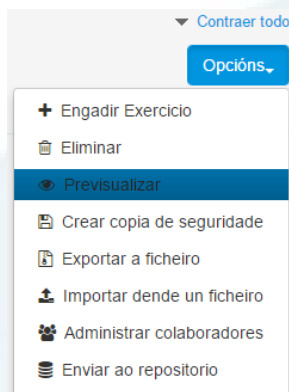 Contraer todo
Opcións
Engadir Exercicio
Eliminar
Previsualizar
Crear copia de seguridade
Exportar a ficheiro
Importar dende un ficheiro
Administrar colaboradores
Enviar ao repositorio